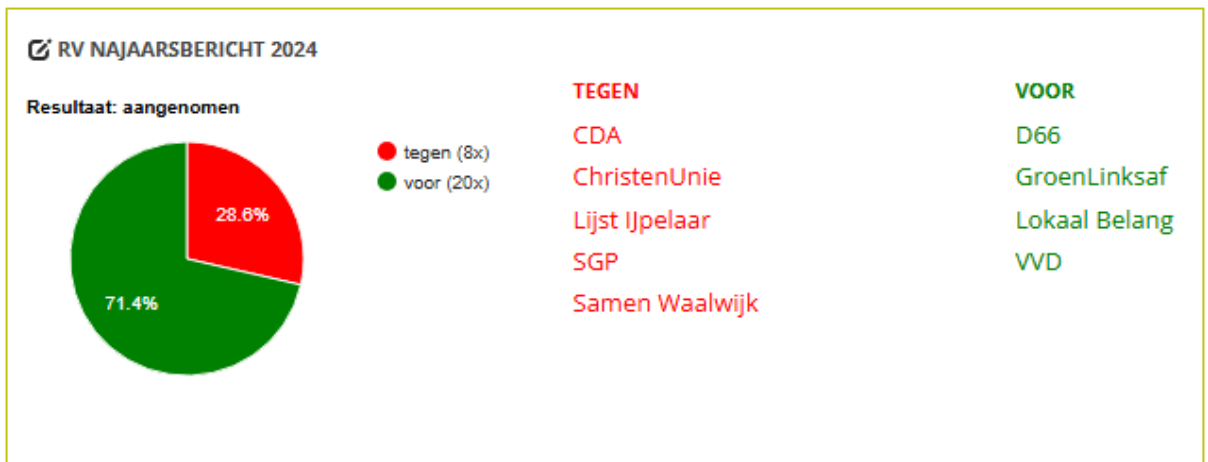 RV NAJAARSBERICHT 2024
Resultaat: aangenomen
28.6%
71.4%
tegen (8x)
voor (20x)
TEGEN
CDA
ChristenUnie
Lijst IJpelaar
SGP
Samen Waalwijk
VOOR
D66
GroenLinksaf
Lokaal Belang
VVD